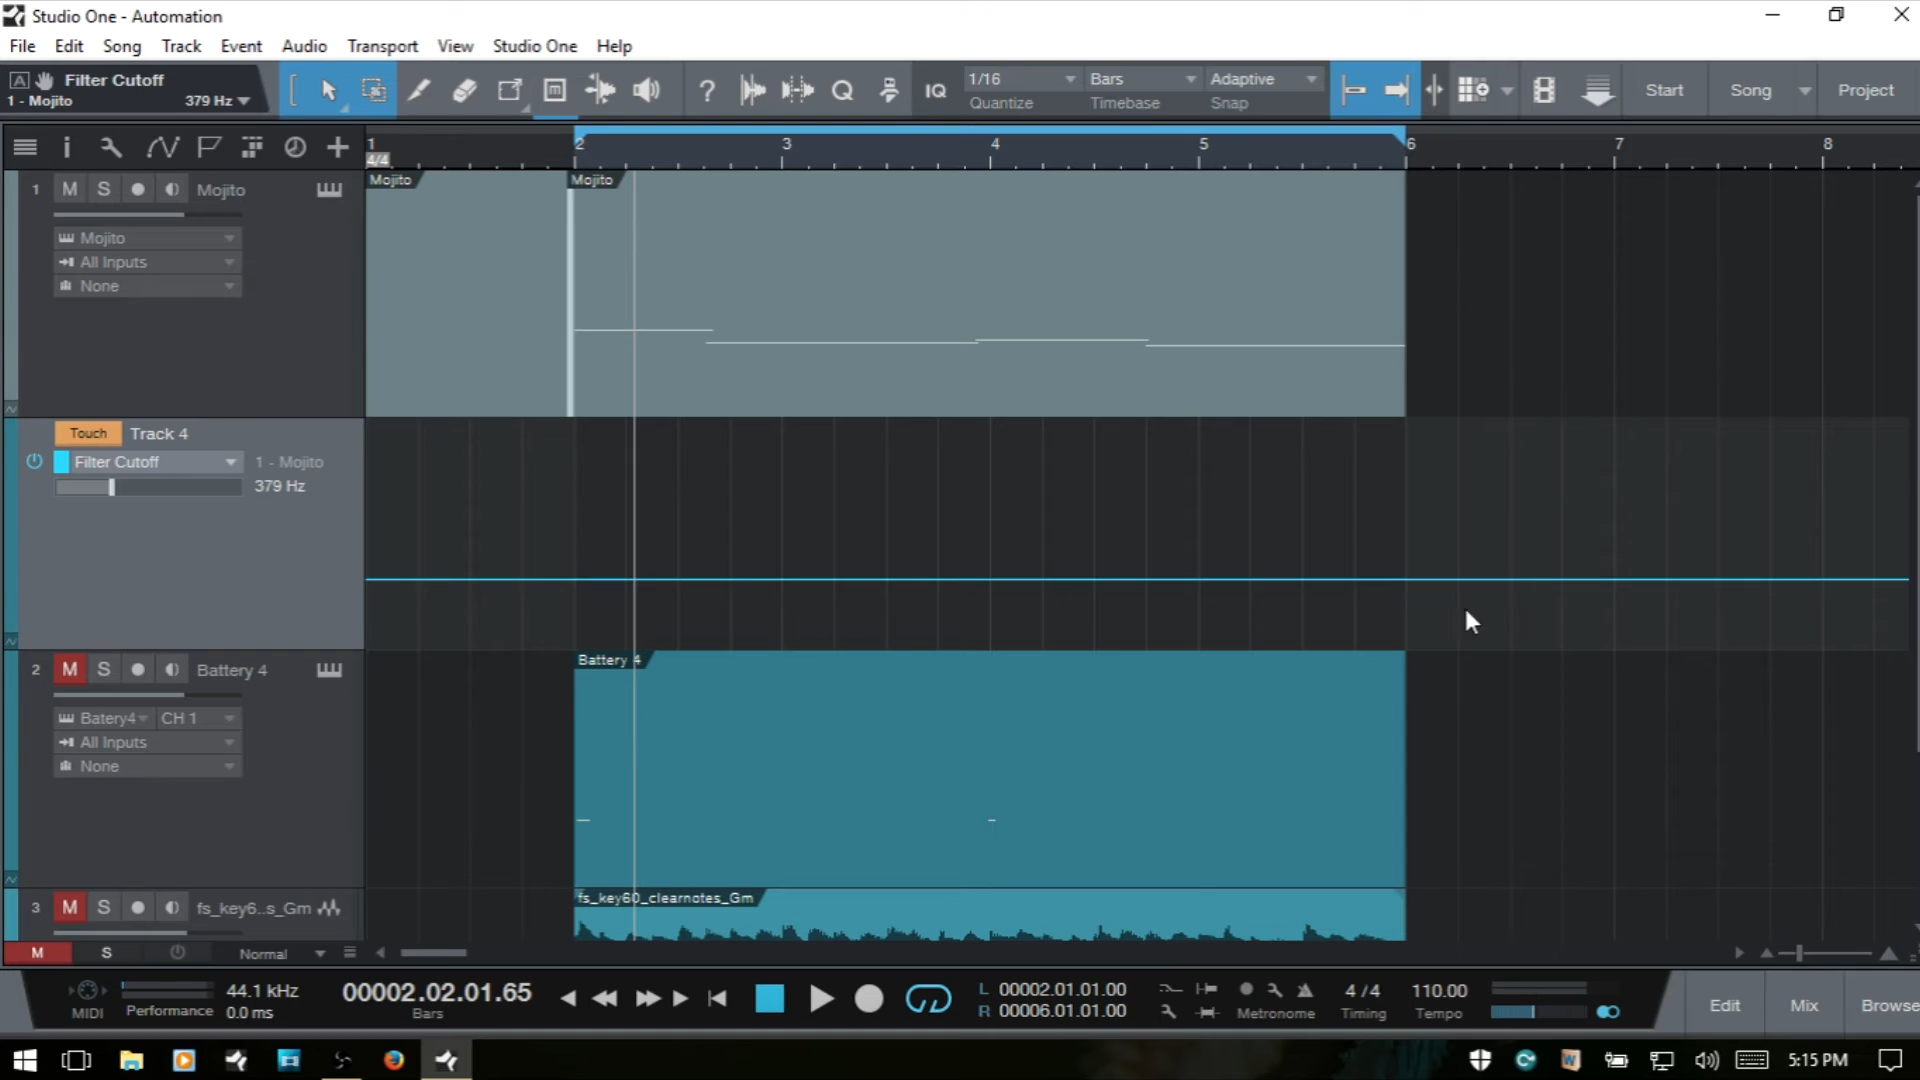 Studio One - Automation
File Edit Song Track Event Audio Transport View Studio One Help
A Filter Cutoff
1 - Mojito 379 Hz
? Q IQ
1/16 Quantize
Bars Timebase
Adaptive Snap
Start Song Project
1 2 3 4 5 6 7 8
4/4
1 M S Mojito
Mojito
All Inputs
None
Mojito Mojito
Touch Track 4
Filter Cutoff 1 - Mojito
379 Hz
2 M S Battery 4
Batery4 CH 1
All Inputs
None
Battery 4
3 M S fs_key6..s_Gm
fs_key60_clearnotes_Gm
M S Normal
MIDI
Performance
44.1 kHz
0.0 ms
00002.02.01.65
Bars
L 00002.01.01.00
R 00006.01.01.00
Metronome
4 / 4
Timing
110.00
Tempo
Edit Mix Browse
5:15 PM